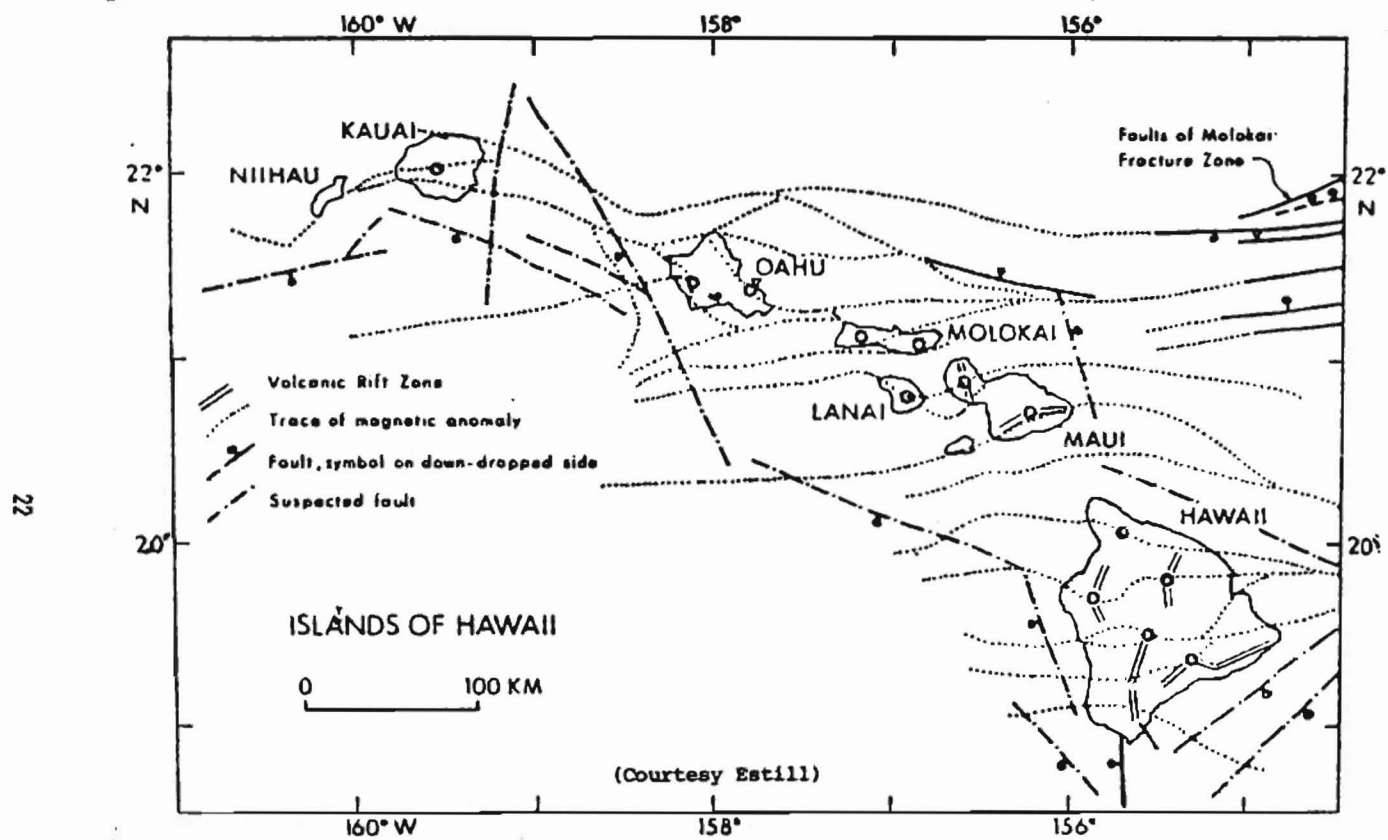 160° W
158°
156°
KAUAI
NIIHAU
22°
N
Faults of Molokai
Fracture Zone
22°
N
OAHU
MOLOKAI
LANAI
MAUI
Volcanic Rift Zone
Trace of magnetic anomaly
Fault, symbol on down-dropped side
Suspected fault
22
HAWAII
20°
20°
ISLANDS OF HAWAII
0 100 KM
(Courtesy Estill)
160° W
158°
156°